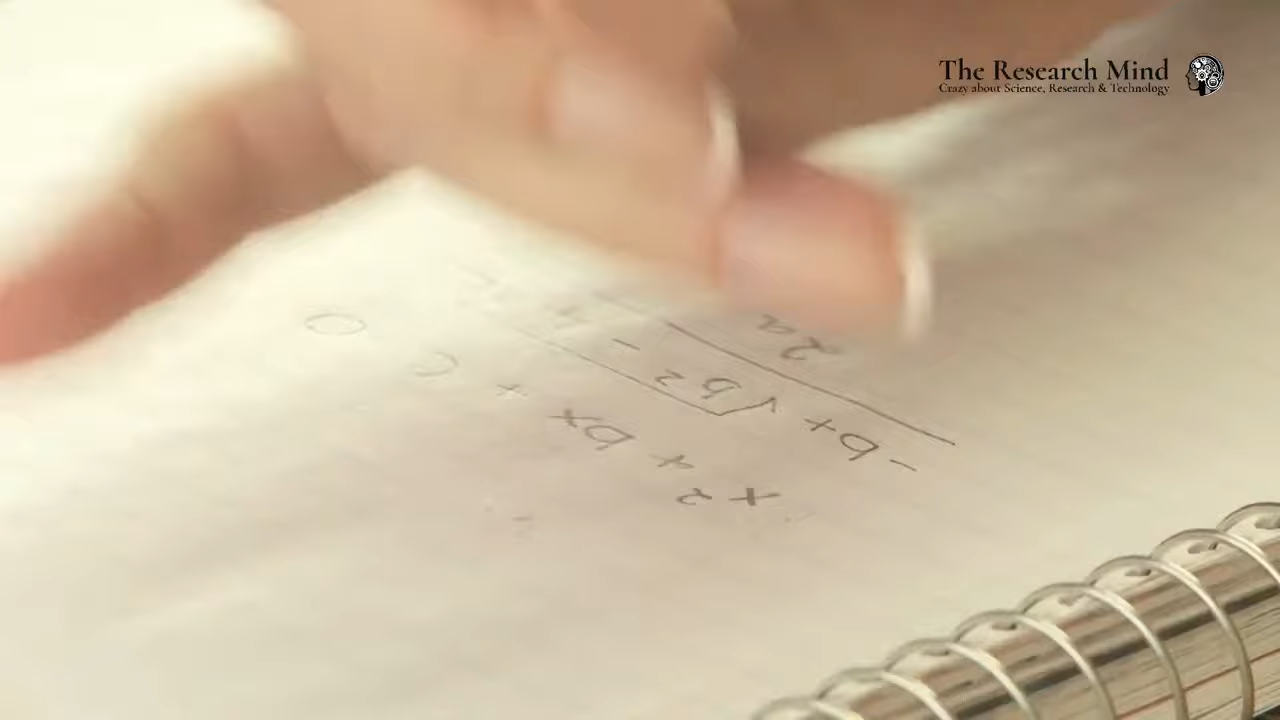 The Research Mind
Crazy about Science, Research & Technology
x2 + bx + c 0
-b+√b2 -
2a